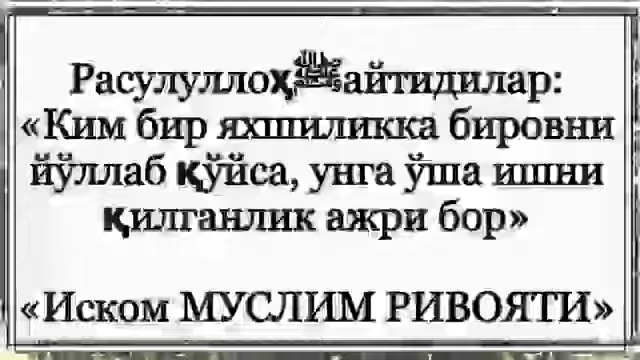 Расулуллоҳ ﷺ айтидилар:
«Ким бир яхшиликка бировни
йўллаб қўйса, унга ўша ишни
қилганлик ажри бор»
«Иском МУСЛИМ РИВОЯТИ»